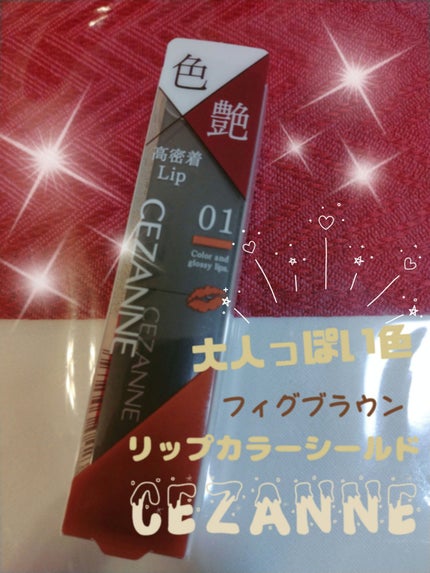 色
艶
高密着
Lip
01
Color and
glossy lips.
CEZANNE
CEZANNE
大人っぽい色
フィグブラウン
リップカラーシールド
CEZANNE